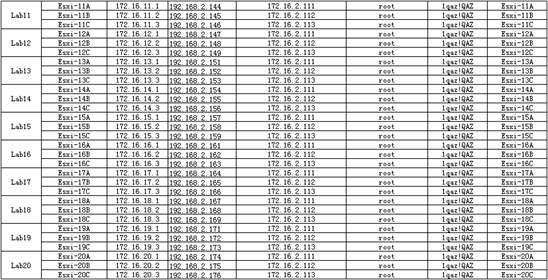 Esxi-11A 172.16.11.1 192.168.2.144 172.16.2.111 root 1qaz!QAZ Esxi-11A
Lab11 Esxi-11B 172.16.11.2 192.168.2.145 172.16.2.112 root 1qaz!QAZ Esxi-11B
Esxi-11C 172.16.11.3 192.168.2.146 172.16.2.113 root 1qaz!QAZ Esxi-11C
Esxi-12A 172.16.12.1 192.168.2.147 172.16.2.111 root 1qaz!QAZ Esxi-12A
Lab12 Esxi-12B 172.16.12.2 192.168.2.148 172.16.2.112 root 1qaz!QAZ Esxi-12B
Esxi-12C 172.16.12.3 192.168.2.149 172.16.2.113 root 1qaz!QAZ Esxi-12C
Esxi-13A 172.16.13.1 192.168.2.151 172.16.2.111 root 1qaz!QAZ Esxi-13A
Lab13 Esxi-13B 172.16.13.2 192.168.2.152 172.16.2.112 root 1qaz!QAZ Esxi-13B
Esxi-13C 172.16.13.3 192.168.2.153 172.16.2.113 root 1qaz!QAZ Esxi-13C
Esxi-14A 172.16.14.1 192.168.2.154 172.16.2.111 root 1qaz!QAZ Esxi-14A
Lab14 Esxi-14B 172.16.14.2 192.168.2.155 172.16.2.112 root 1qaz!QAZ Esxi-14B
Esxi-14C 172.16.14.3 192.168.2.156 172.16.2.113 root 1qaz!QAZ Esxi-14C
Esxi-15A 172.16.15.1 192.168.2.157 172.16.2.111 root 1qaz!QAZ Esxi-15A
Lab15 Esxi-15B 172.16.15.2 192.168.2.158 172.16.2.112 root 1qaz!QAZ Esxi-15B
Esxi-15C 172.16.15.3 192.168.2.159 172.16.2.113 root 1qaz!QAZ Esxi-15C
Esxi-16A 172.16.16.1 192.168.2.161 172.16.2.111 root 1qaz!QAZ Esxi-16A
Lab16 Esxi-16B 172.16.16.2 192.168.2.162 172.16.2.112 root 1qaz!QAZ Esxi-16B
Esxi-16C 172.16.16.3 192.168.2.163 172.16.2.113 root 1qaz!QAZ Esxi-16C
Esxi-17A 172.16.17.1 192.168.2.164 172.16.2.111 root 1qaz!QAZ Esxi-17A
Lab17 Esxi-17B 172.16.17.2 192.168.2.165 172.16.2.112 root 1qaz!QAZ Esxi-17B
Esxi-17C 172.16.17.3 192.168.2.166 172.16.2.113 root 1qaz!QAZ Esxi-17C
Esxi-18A 172.16.18.1 192.168.2.167 172.16.2.111 root 1qaz!QAZ Esxi-18A
Lab18 Esxi-18B 172.16.18.2 192.168.2.168 172.16.2.112 root 1qaz!QAZ Esxi-18B
Esxi-18C 172.16.18.3 192.168.2.169 172.16.2.113 root 1qaz!QAZ Esxi-18C
Esxi-19A 172.16.19.1 192.168.2.171 172.16.2.111 root 1qaz!QAZ Esxi-19A
Lab19 Esxi-19B 172.16.19.2 192.168.2.172 172.16.2.112 root 1qaz!QAZ Esxi-19B
Esxi-19C 172.16.19.3 192.168.2.173 172.16.2.113 root 1qaz!QAZ Esxi-19C
Esxi-20A 172.16.20.1 192.168.2.174 172.16.2.111 root 1qaz!QAZ Esxi-20A
Lab20 Esxi-20B 172.16.20.2 192.168.2.175 172.16.2.112 root 1qaz!QAZ Esxi-20B
Esxi-20C 172.16.20.3 192.168.2.176 172.16.2.113 root 1qaz!QAZ Esxi-20C